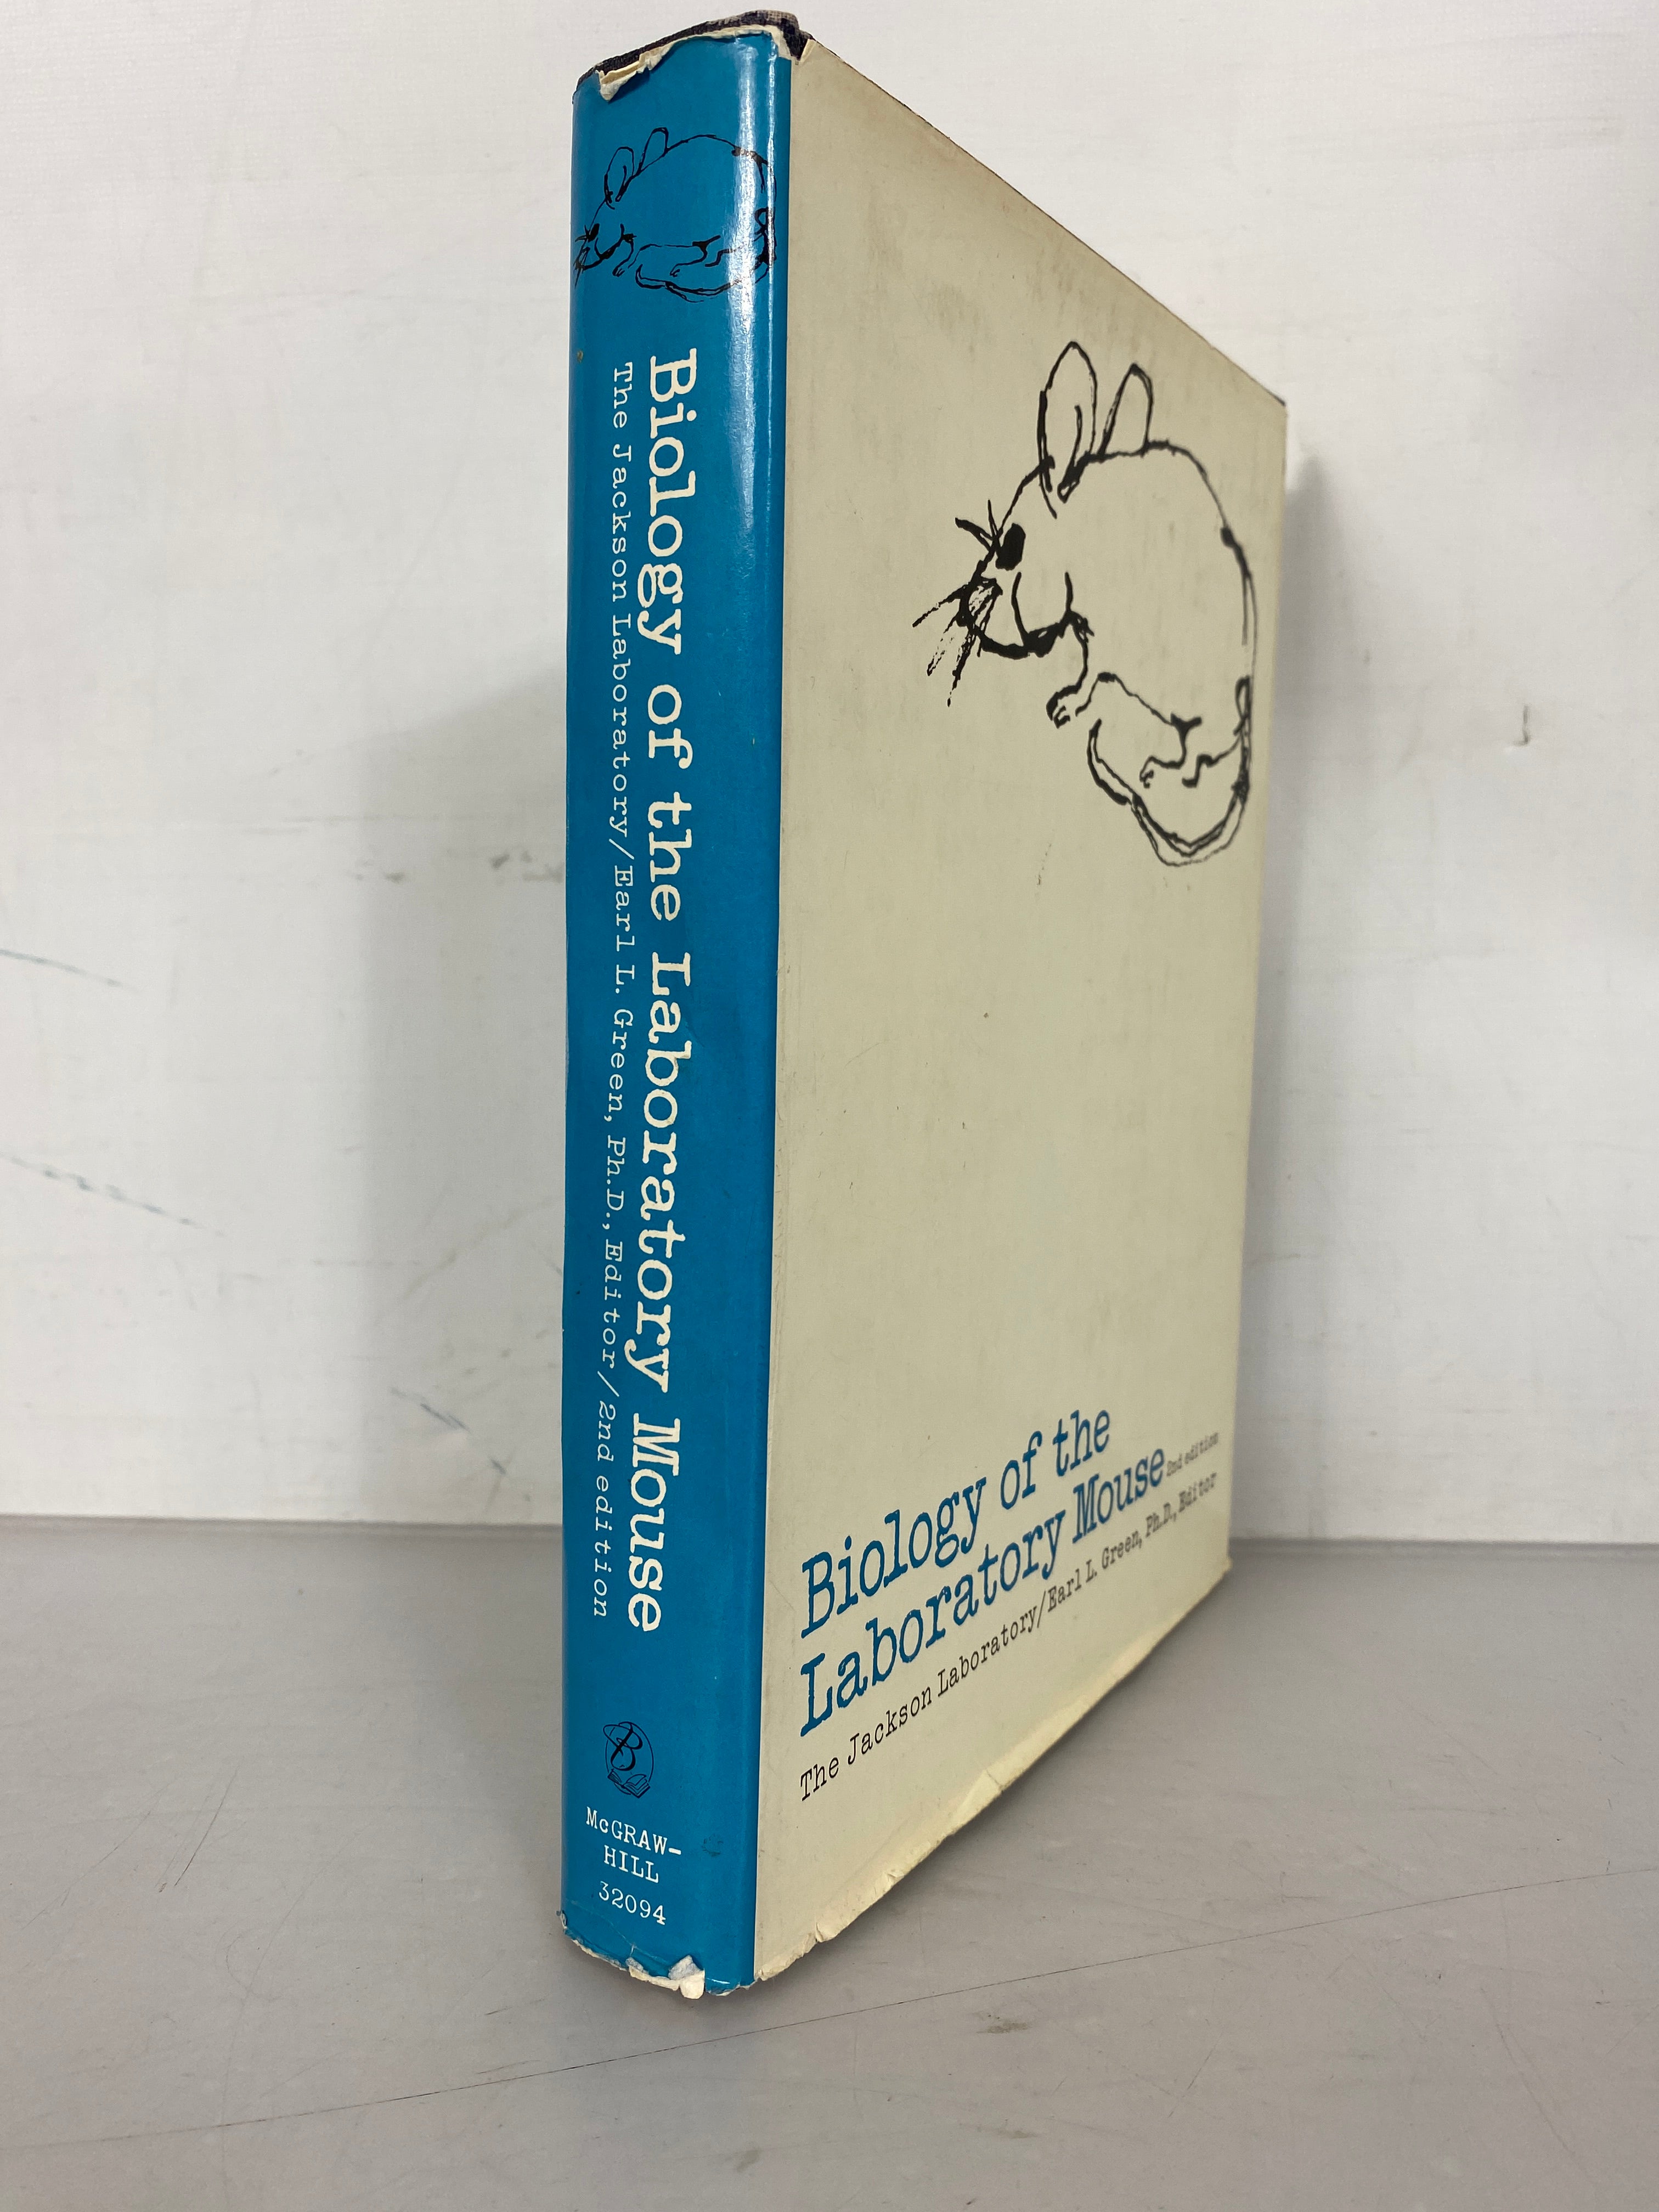 Biology of the Laboratory Mouse
The Jackson Laboratory/Earl L. Green, Ph.D., Editor/2nd edition
McGRAW-
HILL
32094
Biology of the
Laboratory Mouse 2nd edition
The Jackson Laboratory/Earl L. Green, Ph.D., Editor